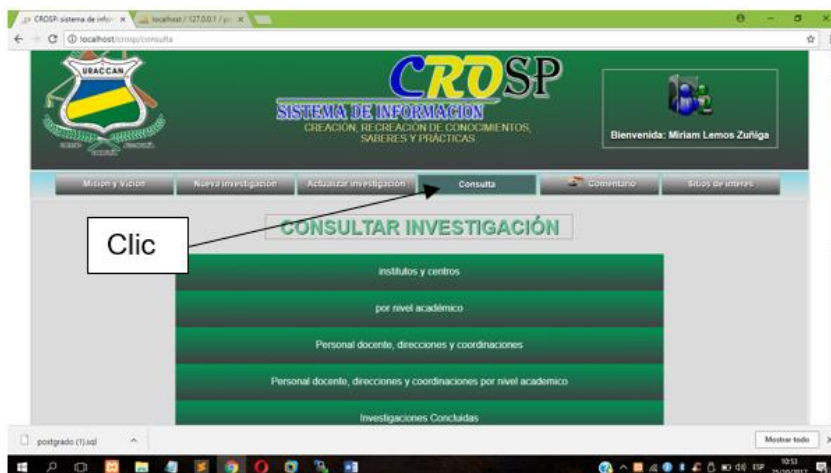 CROSP: sistema de infor
localhost / 127.0.0.1 / p
localhost/crosp/consulta
URACCAN
CROSP
SISTEMA DE INFORMACIÓN
CREACIÓN, RECREACIÓN DE CONOCIMIENTOS,
SABERES Y PRÁCTICAS
Bienvenida: Miriam Lemos Zuñiga
Mision y Vicion
Nueva investigación
Actualizar investigación
Consulta
Comentario
Sitios de interes
Clic
CONSULTAR INVESTIGACIÓN
institutos y centros
por nivel académico
Personal docente, direcciones y coordinaciones
Personal docente, direcciones y coordinaciones por nivel academico
Investigaciones Concluidas
postgrado (1).sql
Mostrar todo
ESP
10:53
25/10/2017